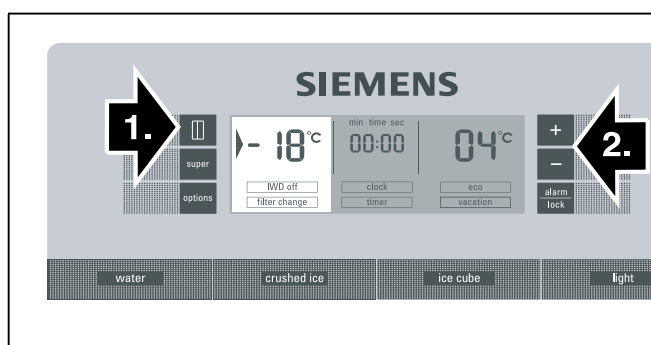 SIEMENS
1.
super
options
- 18°C
IWD off
filter change
min time sec
00:00
clock
timer
04°C
eco
vacation
+
-
alarm
lock
2.
water
crushed ice
ice cube
light